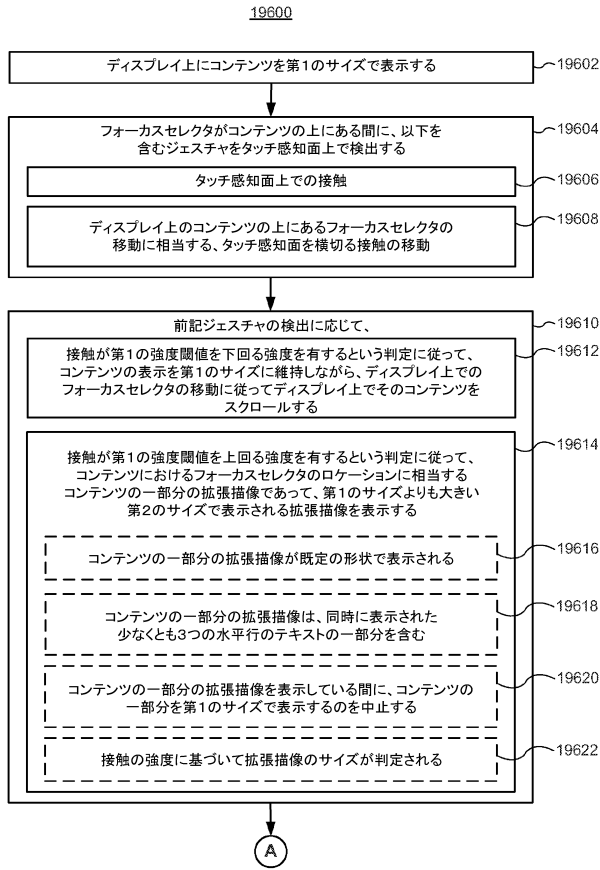 19600
ディスプレイ上にコンテンツを第1のサイズで表示する
19602
フォーカスセレクタがコンテンツの上にある間に、以下を
含むジェスチャをタッチ感知面上で検出する
19604
タッチ感知面上での接触
19606
ディスプレイ上のコンテンツの上にあるフォーカスセレクタの
移動に相当する、タッチ感知面を横切る接触の移動
19608
前記ジェスチャの検出に応じて、
19610
接触が第1の強度閾値を下回る強度を有するという判定に従って、
コンテンツの表示を第1のサイズに維持しながら、ディスプレイ上での
フォーカスセレクタの移動に従ってディスプレイ上でそのコンテンツを
スクロールする
19612
接触が第1の強度閾値を上回る強度を有するという判定に従って、
コンテンツにおけるフォーカスセレクタのロケーションに相当する
コンテンツの一部分の拡張描像であって、第1のサイズよりも大きい
第2のサイズで表示される拡張描像を表示する
19614
コンテンツの一部分の拡張描像が既定の形状で表示される
19616
コンテンツの一部分の拡張描像は、同時に表示された
少なくとも3つの水平行のテキストの一部分を含む
19618
コンテンツの一部分の拡張描像を表示している間に、コンテンツの
一部分を第1のサイズで表示するのを中止する
19620
接触の強度に基づいて拡張描像のサイズが判定される
19622
A